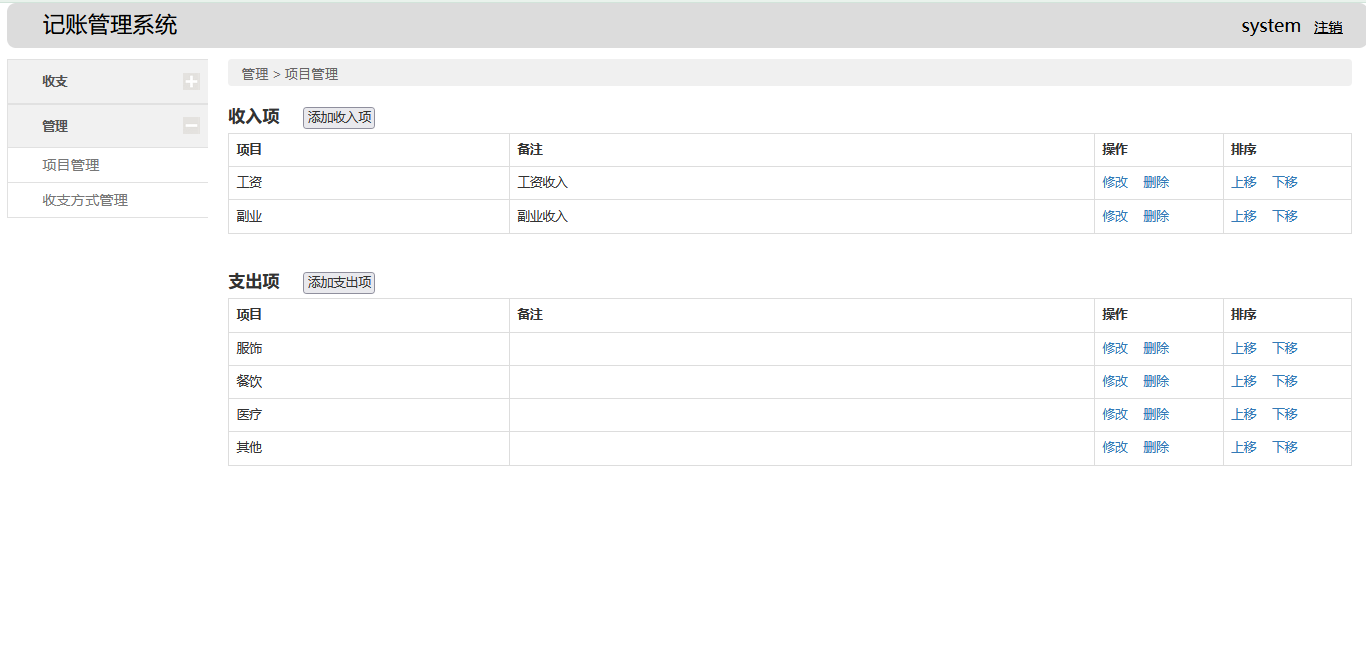 记账管理系统
system 注销
收支
管理
项目管理
收支方式管理
管理 > 项目管理
收入项 添加收入项
项目 备注 操作 排序
工资 工资收入 修改 删除 上移 下移
副业 副业收入 修改 删除 上移 下移
支出项 添加支出项
项目 备注 操作 排序
服饰 修改 删除 上移 下移
餐饮 修改 删除 上移 下移
医疗 修改 删除 上移 下移
其他 修改 删除 上移 下移